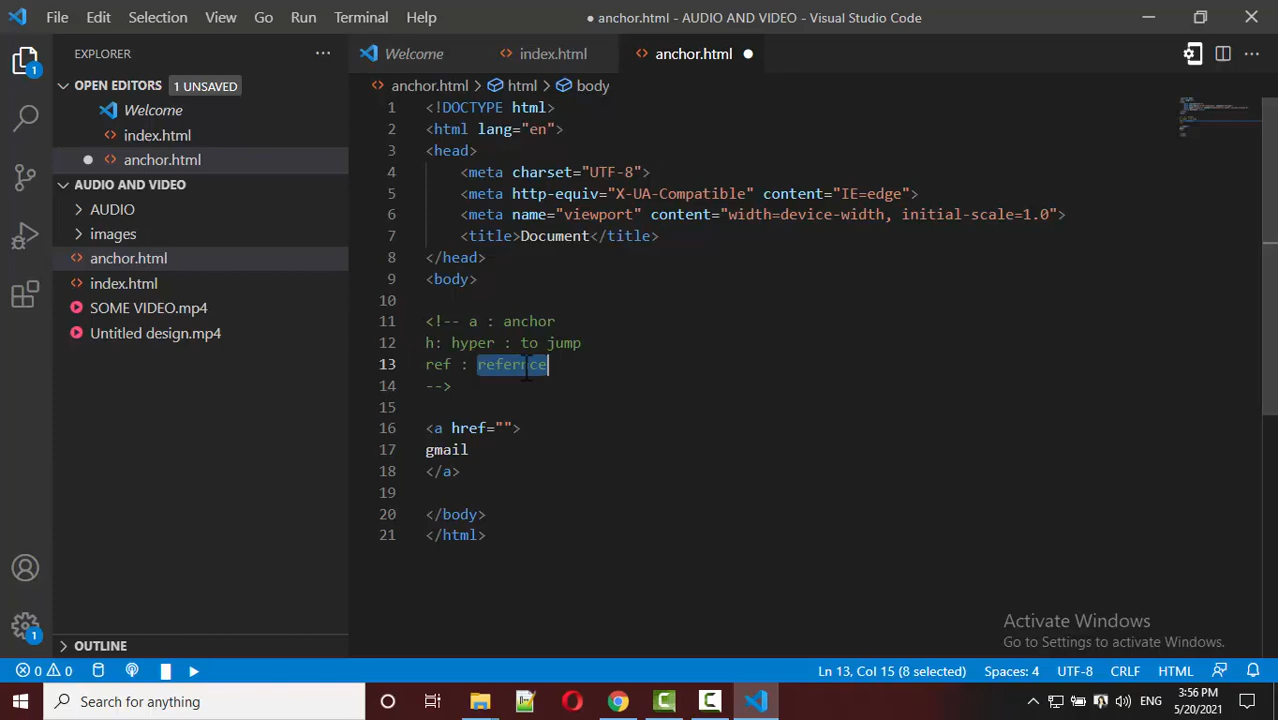 File Edit Selection View Go Run Terminal Help ● anchor.html - AUDIO AND VIDEO - Visual Studio Code
EXPLORER
Welcome index.html anchor.html
OPEN EDITORS 1 UNSAVED
anchor.html > html > body
Welcome
index.html
anchor.html
AUDIO AND VIDEO
AUDIO
images
anchor.html
index.html
SOME VIDEO.mp4
Untitled design.mp4
1 <!DOCTYPE html>
2 <html lang="en">
3 <head>
4 <meta charset="UTF-8">
5 <meta http-equiv="X-UA-Compatible" content="IE=edge">
6 <meta name="viewport" content="width=device-width, initial-scale=1.0">
7 <title>Document</title>
8 </head>
9 <body>
10
11 <!-- a : anchor
12 h: hyper : to jump
13 ref : refernce
14 -->
15
16 <a href="">
17 gmail
18 </a>
19
20 </body>
21 </html>
1
1
OUTLINE
Activate Windows
Go to Settings to activate Windows.
0 0 Ln 13, Col 15 (8 selected) Spaces: 4 UTF-8 CRLF HTML
Search for anything
ENG
3:56 PM
5/20/2021